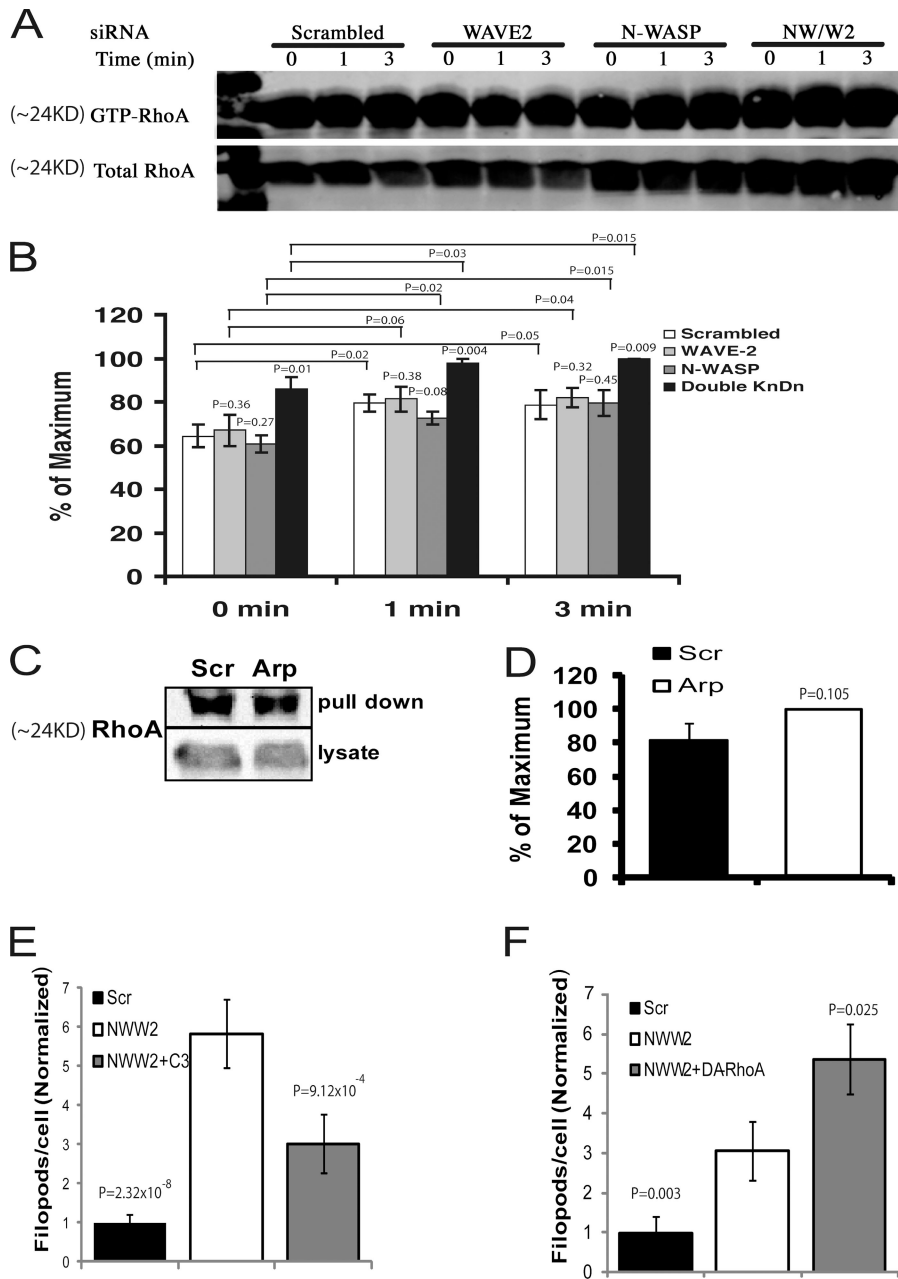 A
siRNA Scrambled WAVE2 N-WASP NW/W2
Time (min) 0 1 3 0 1 3 0 1 3 0 1 3
(~24KD) GTP-RhoA
(~24KD) Total RhoA
B
P=0.015
P=0.03
P=0.015
P=0.02
P=0.04
P=0.06
P=0.05
P=0.02
P=0.01
P=0.36
P=0.27
P=0.004
P=0.38
P=0.08
P=0.009
P=0.32
P=0.45
Scrambled
WAVE-2
N-WASP
Double KnDn
% of Maximum
120
100
80
60
40
20
0
0 min 1 min 3 min
C
Scr Arp
(~24KD) RhoA
pull down
lysate
D
Scr
Arp
P=0.105
% of Maximum
120
100
80
60
40
20
0
E
Filopods/cell (Normalized)
7
6
5
4
3
2
1
0
Scr
NWW2
NWW2+C3
P=2.32x10-8
P=9.12x10-4
F
Filopods/cell (Normalized)
7
6
5
4
3
2
1
0
Scr
NWW2
NWW2+DA-RhoA
P=0.003
P=0.025